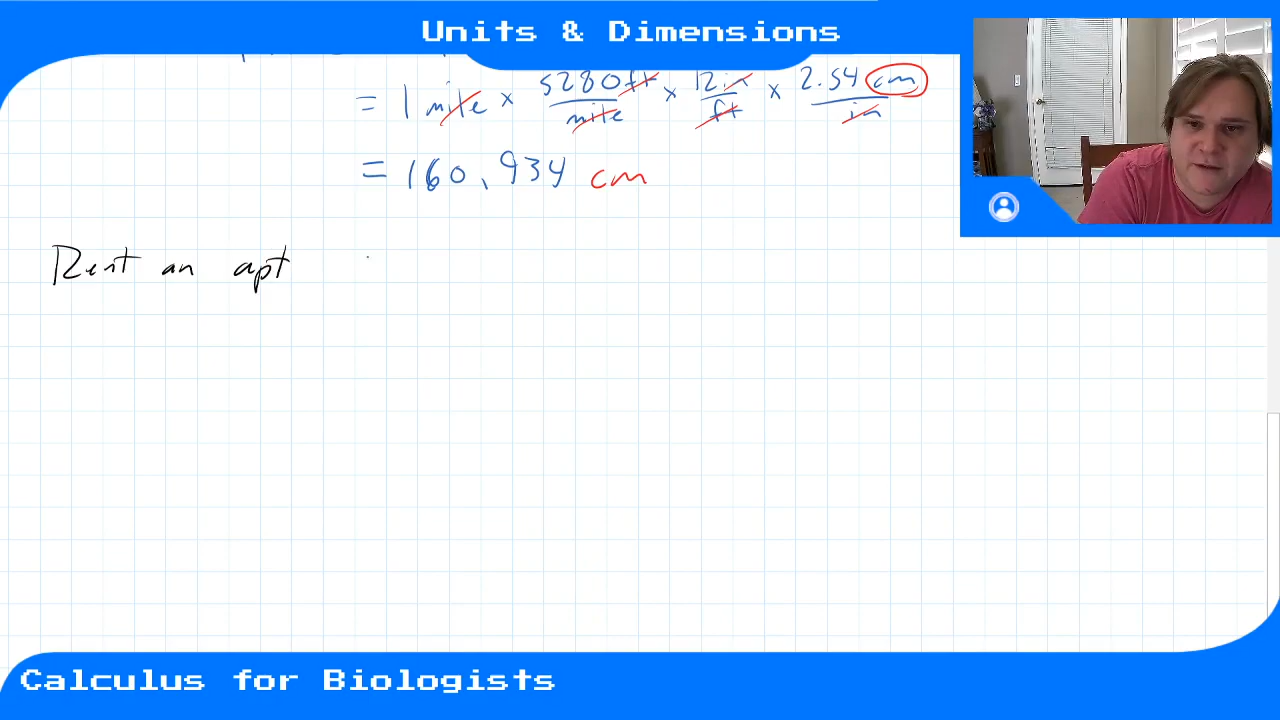 Units & Dimensions
= 1 mile × 5280 ft / mile × 12 in / ft × 2.54 cm / in
= 160,934 cm
Rent an apt
Calculus for Biologists